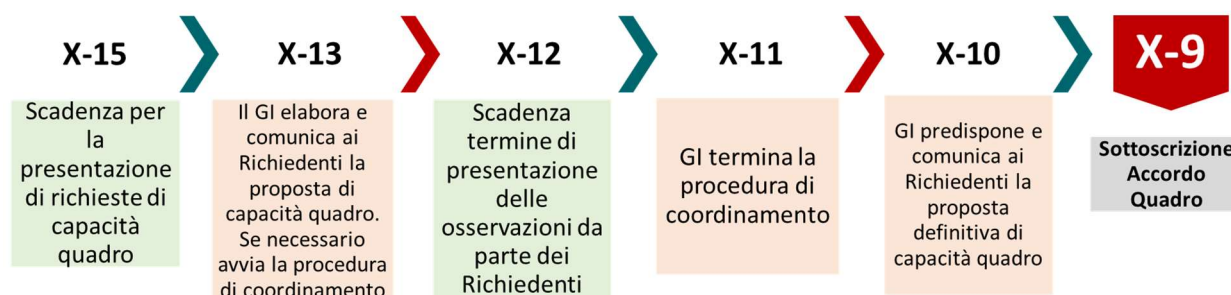 X-15
Scadenza per
la
presentazione
di richieste di
capacità
quadro
X-13
Il GI elabora e
comunica ai
Richiedenti la
proposta di
capacità quadro.
Se necessario
avvia la procedura
di coordinamento
X-12
Scadenza
termine di
presentazione
delle
osservazioni da
parte dei
Richiedenti
X-11
GI termina la
procedura di
coordinamento
X-10
GI predispone e
comunica ai
Richiedenti la
proposta
definitiva di
capacità quadro
X-9
Sottoscrizione
Accordo
Quadro